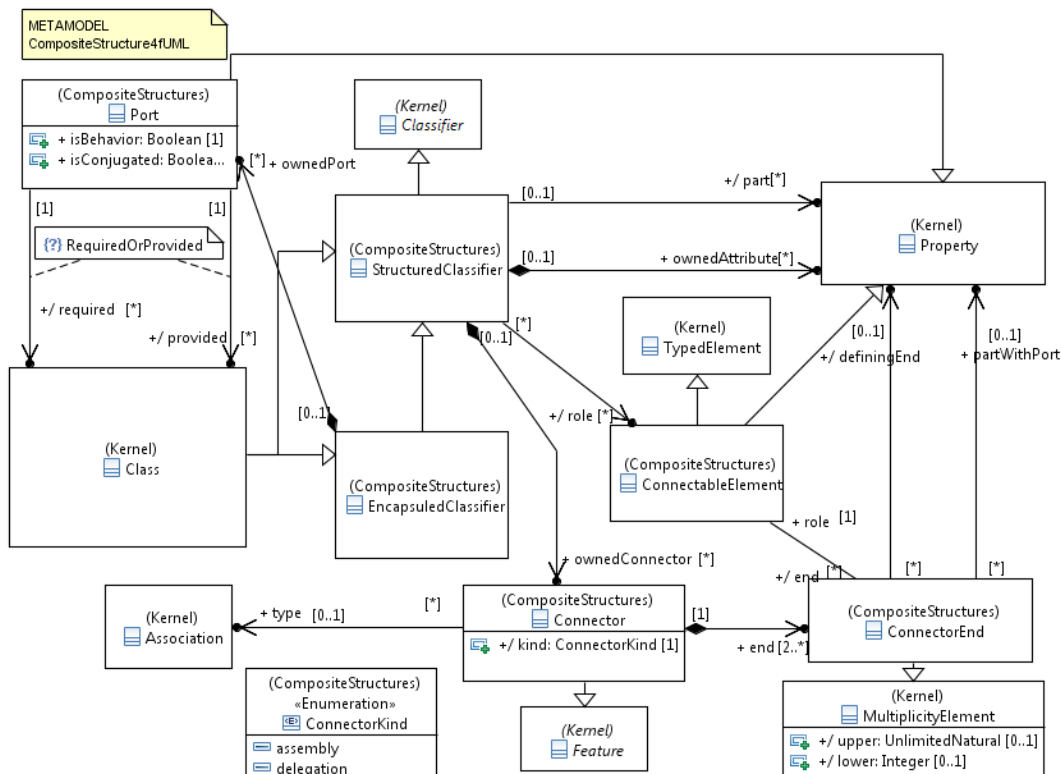 METAMODEL
CompositeStructure4fUML
(CompositeStructures)
Port
+ isBehavior: Boolean [1]
+ isConjugated: Boolea...
[*] + ownedPort
(Kernel)
Classifier
[1]
[1]
{?} RequiredOrProvided
+/ required [*]
+/ provided [*]
(CompositeStructures)
StructuredClassifier
[0..1]
+/ part[*]
[0..1]
+ ownedAttribute[*]
(Kernel)
Property
[0..1]
[*]
(Kernel)
TypedElement
[0..1]
+/ definingEnd
[0..1]
+ partWithPort
(Kernel)
Class
[0..1]
(CompositeStructures)
EncapsuledClassifier
+/ role [*]
(CompositeStructures)
ConnectableElement
+ role [1]
+/ end [*]
[*]
[*]
+ ownedConnector [*]
(Kernel)
Association
+ type [0..1]
[*]
(CompositeStructures)
Connector
+/ kind: ConnectorKind [1]
[1]
+ end [2..*]
(CompositeStructures)
ConnectorEnd
(CompositeStructures)
«Enumeration»
<E> ConnectorKind
assembly
delegation
(Kernel)
Feature
(Kernel)
MultiplicityElement
+/ upper: UnlimitedNatural [0..1]
+/ lower: Integer [0..1]